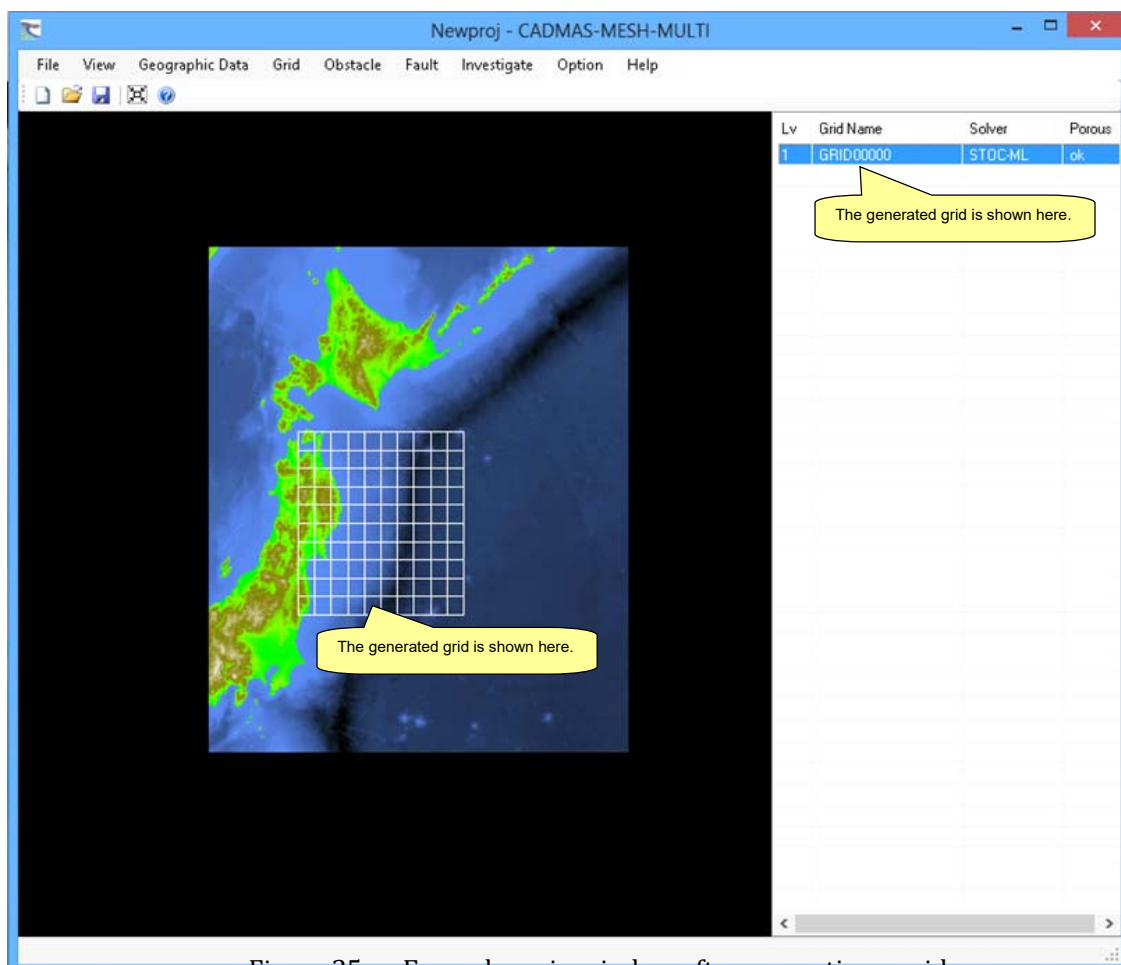 Newproj - CADMAS-MESH-MULTI
File View Geographic Data Grid Obstacle Fault Investigate Option Help
Lv Grid Name Solver Porous
1 GRID00000 STOC-ML ok
The generated grid is shown here.
The generated grid is shown here.